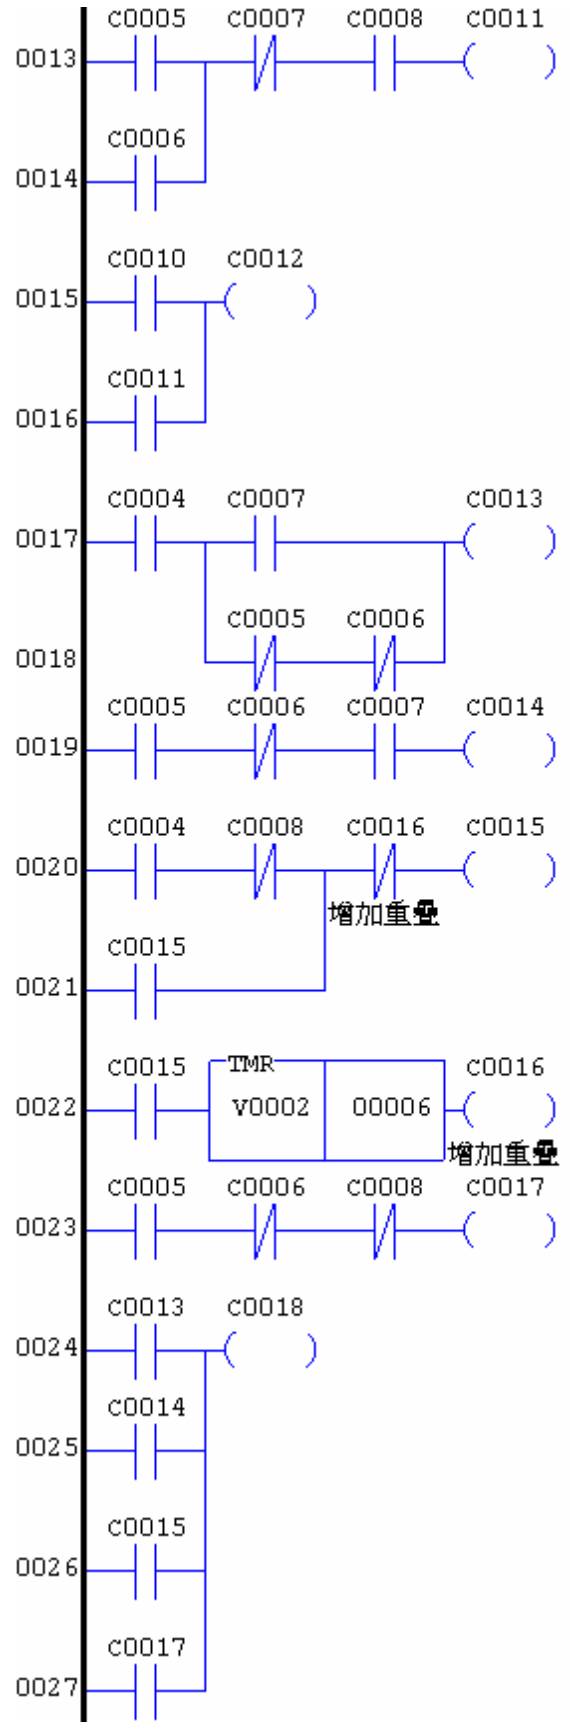 C0005 C0007 C0008 C0011
0013
C0006
0014
C0010 C0012
0015
C0011
0016
C0004 C0007 C0013
0017
C0005 C0006
0018
C0005 C0006 C0007 C0014
0019
C0004 C0008 C0016 C0015
0020
增加重叠
C0015
0021
C0015 TMR C0016
0022 V0002 00006
增加重叠
C0005 C0006 C0008 C0017
0023
C0013 C0018
0024
C0014
0025
C0015
0026
C0017
0027